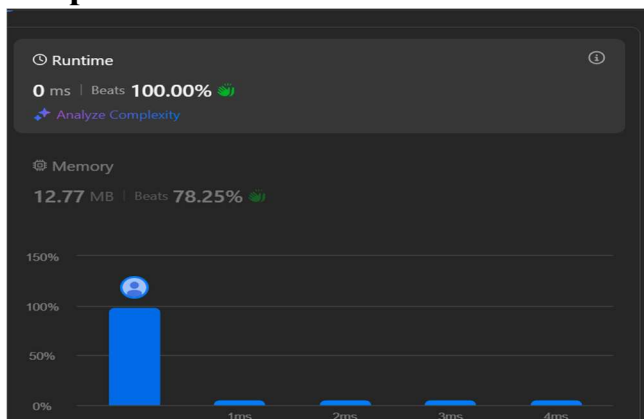 Runtime
0 ms | Beats 100.00%
Analyze Complexity
Memory
12.77 MB | Beats 78.25%
150%
100%
50%
0%
1ms 2ms 3ms 4ms